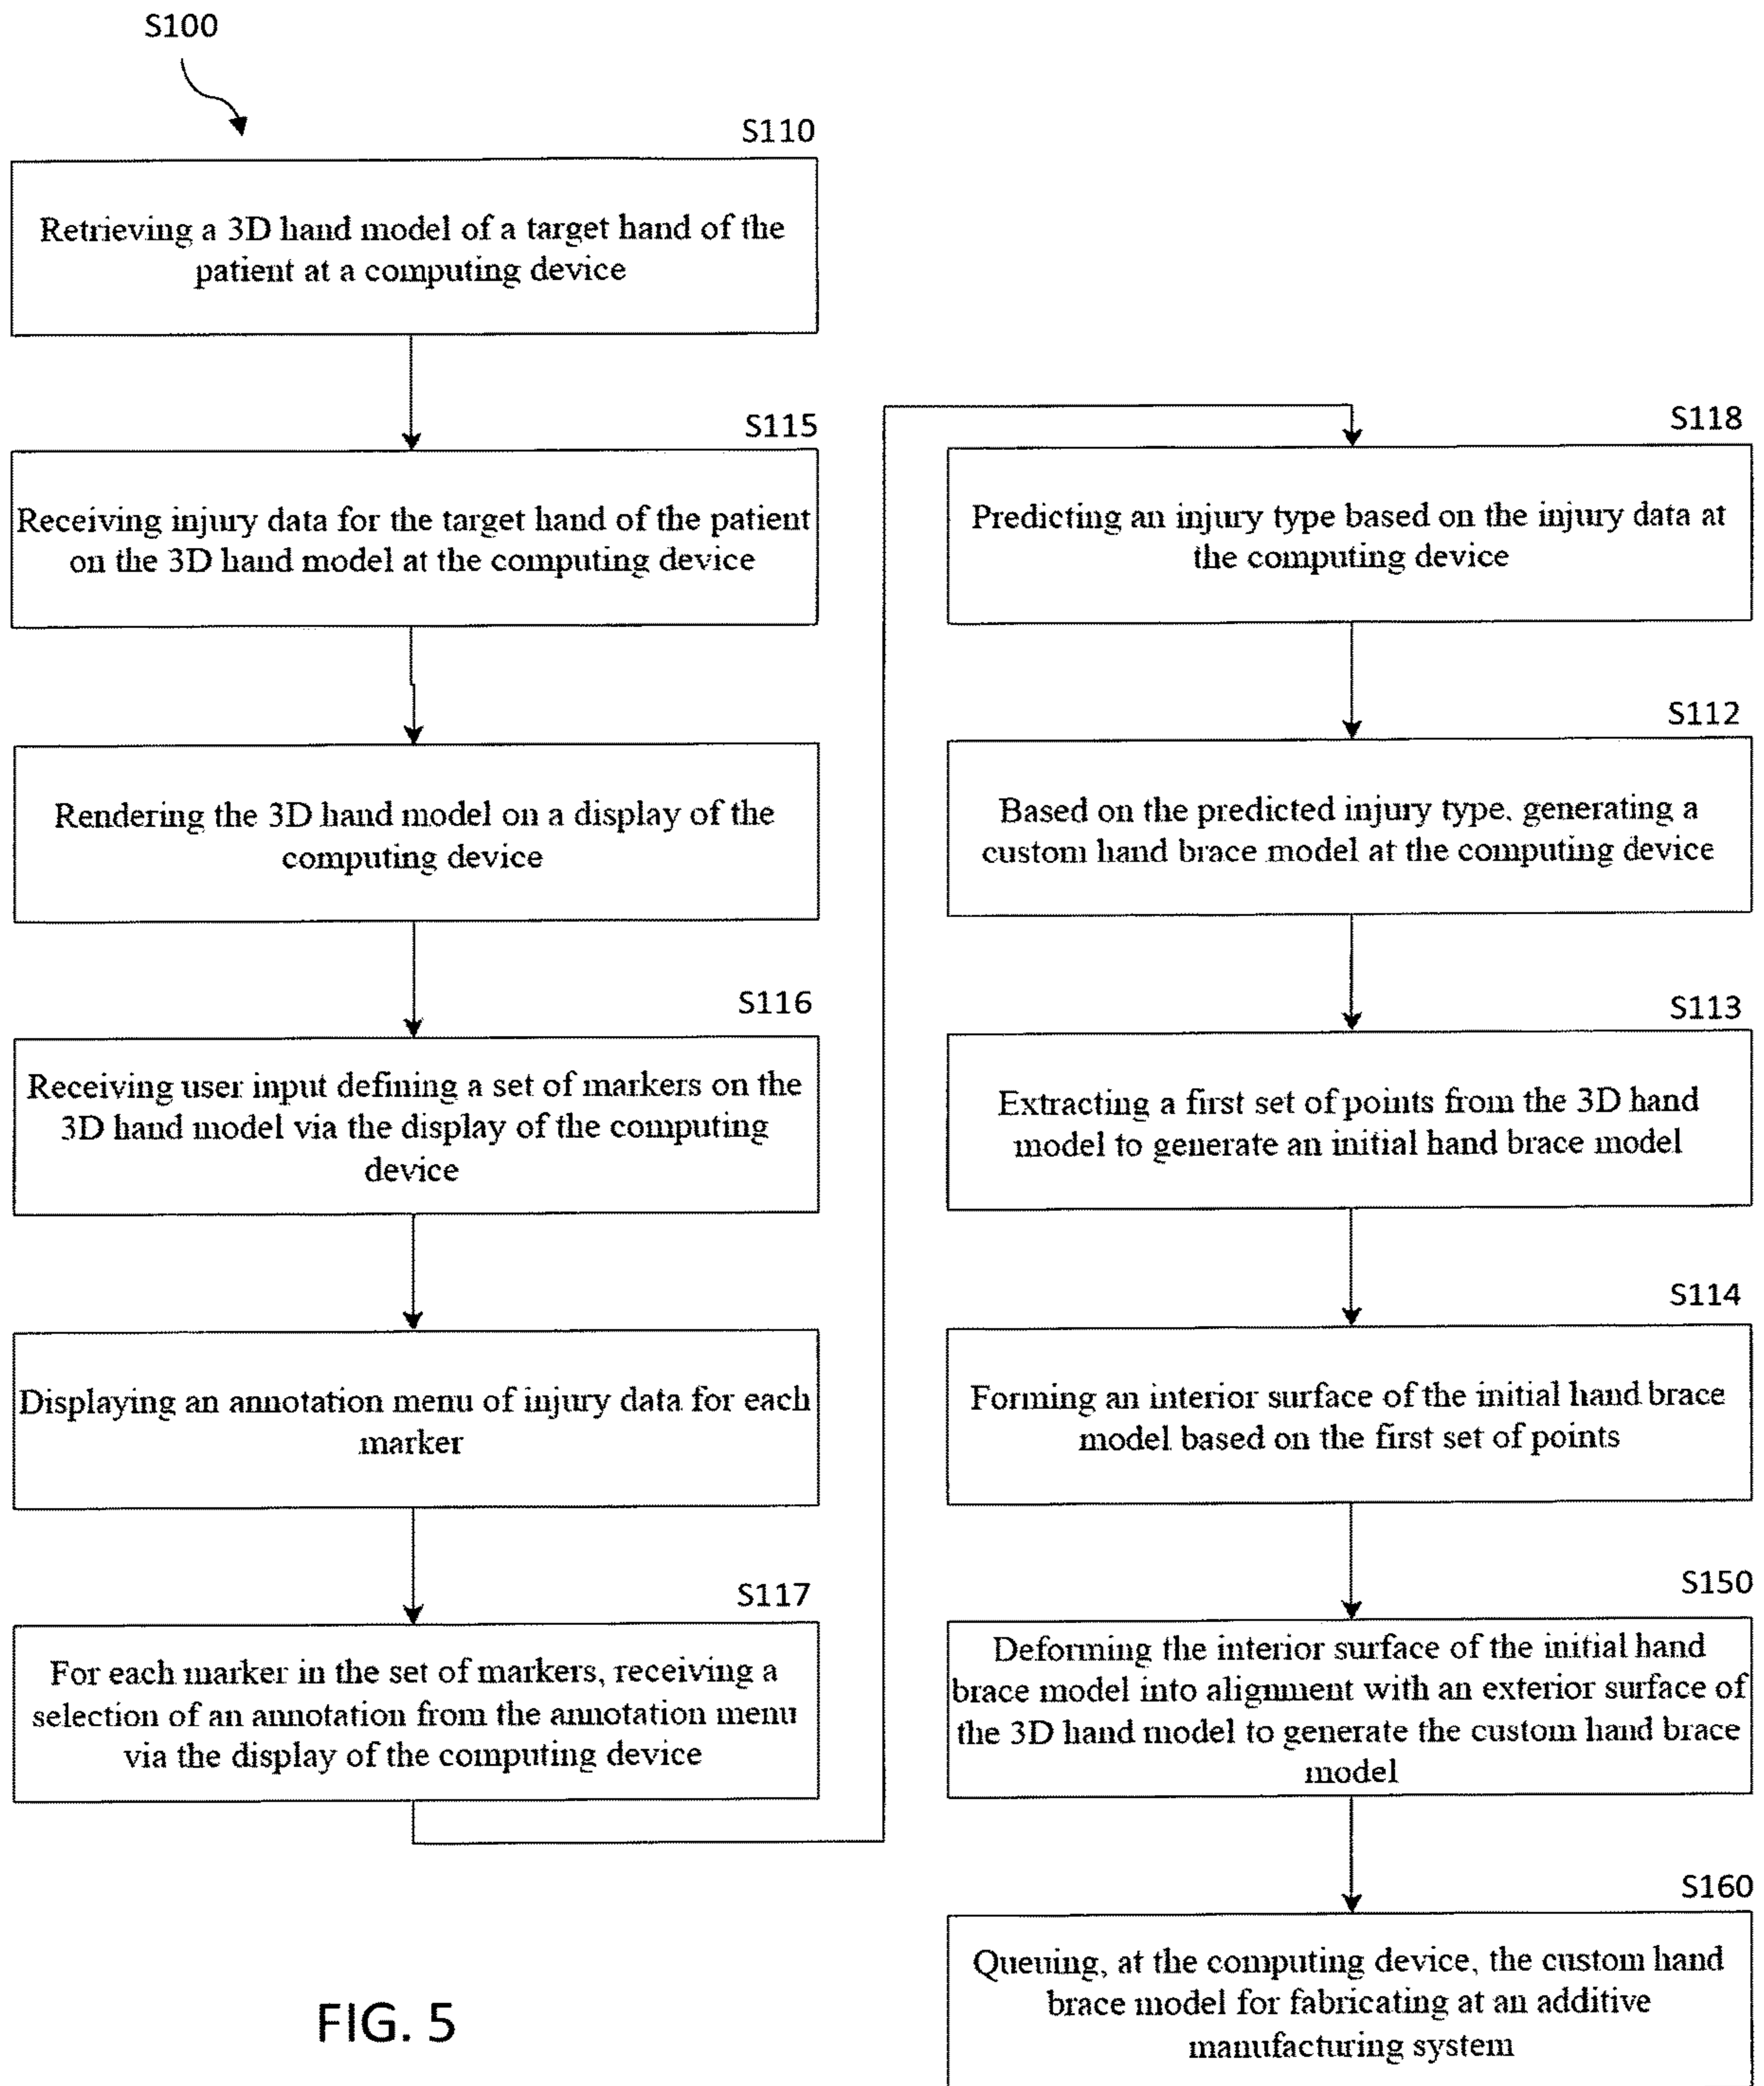 S100
S110
Retrieving a 3D hand model of a target hand of the
patient at a computing device
S115
Receiving injury data for the target hand of the patient
on the 3D hand model at the computing device
Rendering the 3D hand model on a display of the
computing device
S116
Receiving user input defining a set of markers on the
3D hand model via the display of the computing
device
Displaying an annotation menu of injury data for each
marker
S117
For each marker in the set of markers, receiving a
selection of an annotation from the annotation menu
via the display of the computing device
S118
Predicting an injury type based on the injury data at
the computing device
S112
Based on the predicted injury type, generating a
custom hand brace model at the computing device
S113
Extracting a first set of points from the 3D hand
model to generate an initial hand brace model
S114
Forming an interior surface of the initial hand brace
model based on the first set of points
S150
Deforming the interior surface of the initial hand
brace model into alignment with an exterior surface of
the 3D hand model to generate the custom hand brace
model
S160
Queuing, at the computing device, the custom hand
brace model for fabricating at an additive
manufacturing system
FIG. 5